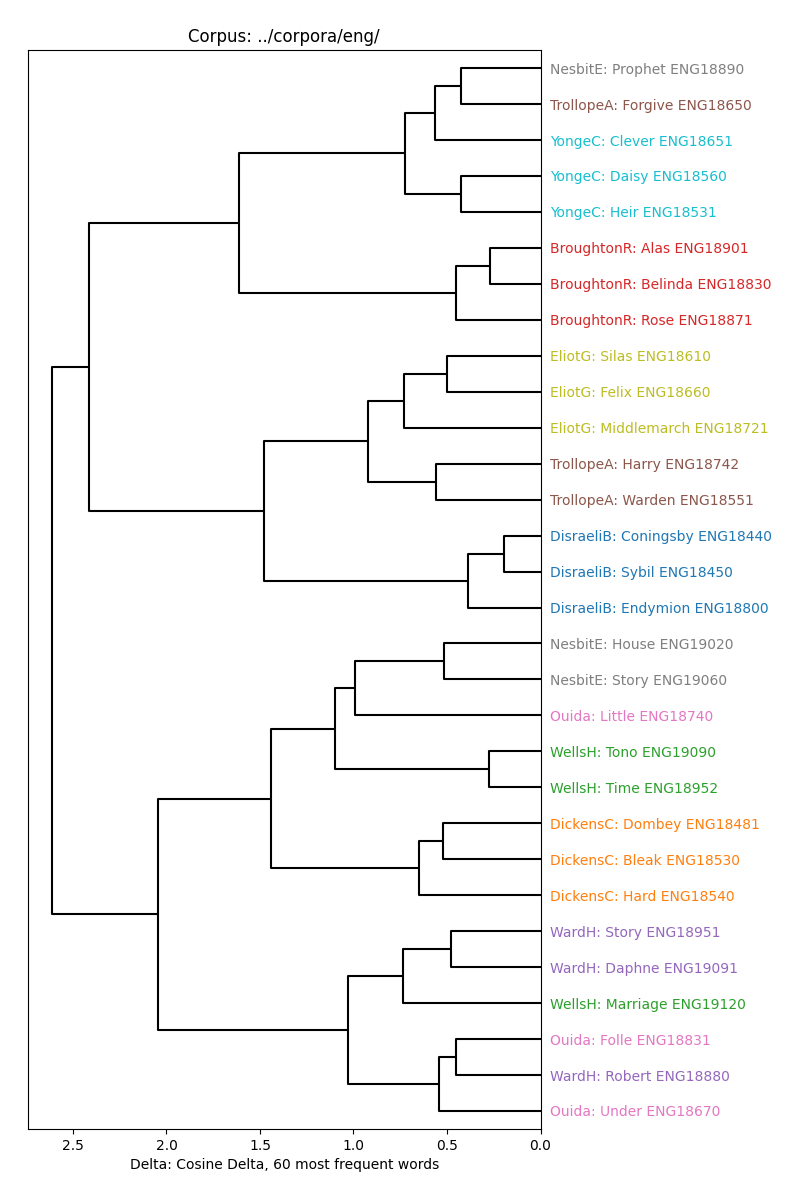 Corpus: ../corpora/eng/
NesbitE: Prophet ENG18890
TrollopeA: Forgive ENG18650
YongeC: Clever ENG18651
YongeC: Daisy ENG18560
YongeC: Heir ENG18531
BroughtonR: Alas ENG18901
BroughtonR: Belinda ENG18830
BroughtonR: Rose ENG18871
EliotG: Silas ENG18610
EliotG: Felix ENG18660
EliotG: Middlemarch ENG18721
TrollopeA: Harry ENG18742
TrollopeA: Warden ENG18551
DisraeliB: Coningsby ENG18440
DisraeliB: Sybil ENG18450
DisraeliB: Endymion ENG18800
NesbitE: House ENG19020
NesbitE: Story ENG19060
Ouida: Little ENG18740
WellsH: Tono ENG19090
WellsH: Time ENG18952
DickensC: Dombey ENG18481
DickensC: Bleak ENG18530
DickensC: Hard ENG18540
WardH: Story ENG18951
WardH: Daphne ENG19091
WellsH: Marriage ENG19120
Ouida: Folle ENG18831
WardH: Robert ENG18880
Ouida: Under ENG18670
2.5 2.0 1.5 1.0 0.5 0.0
Delta: Cosine Delta, 60 most frequent words